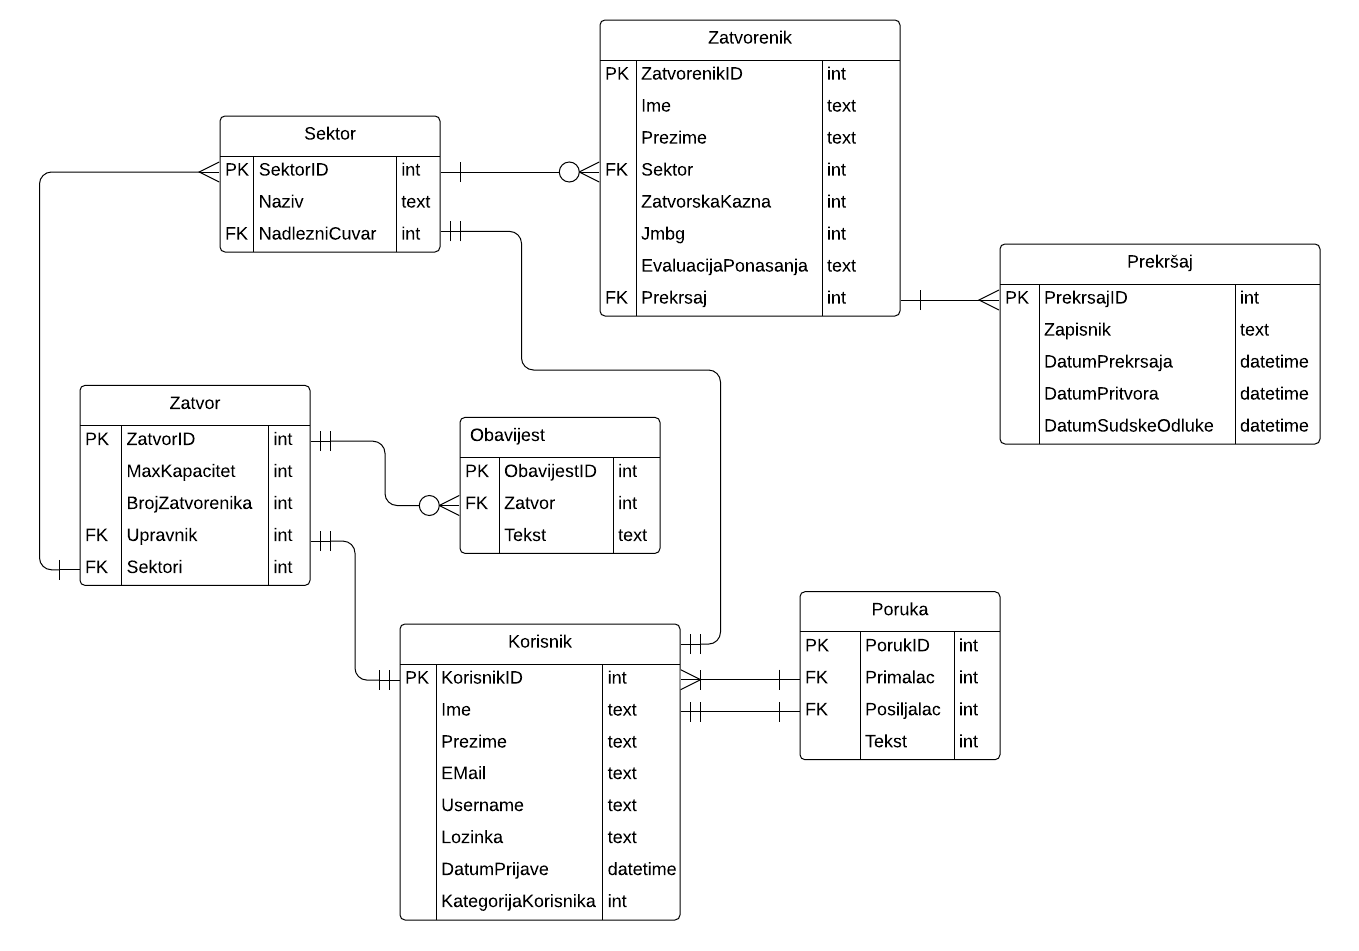 Zatvorenik
PK ZatvorenikID int
Ime text
Prezime text
FK Sektor int
ZatvorskaKazna int
Jmbg int
EvaluacijaPonasanja text
FK Prekrsaj int
Sektor
PK SektorID int
Naziv text
FK NadlezniCuvar int
Prekršaj
PK PrekrsajID int
Zapisnik text
DatumPrekrsaja datetime
DatumPritvora datetime
DatumSudskeOdluke datetime
Zatvor
PK ZatvorID int
MaxKapacitet int
BrojZatvorenika int
FK Upravnik int
FK Sektori int
Obavijest
PK ObavijestID int
FK Zatvor int
Tekst text
Korisnik
PK KorisnikID int
Ime text
Prezime text
EMail text
Username text
Lozinka text
DatumPrijave datetime
KategorijaKorisnika int
Poruka
PK PorukID int
FK Primalac int
FK Posiljalac int
Tekst int